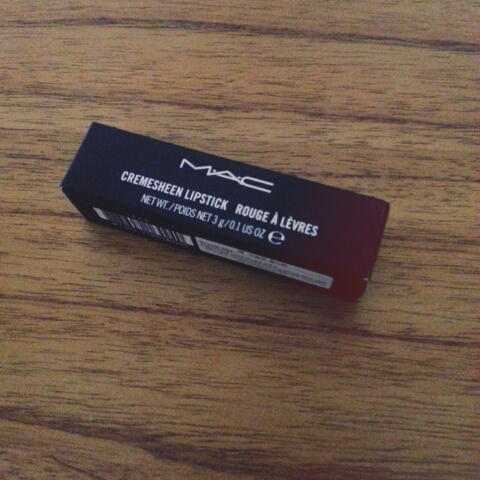 MAC
CREMESHEEN LIPSTICK ROUGE À LÈVRES
NET WT./POIDS NET 3 g/0.1 US OZ ℮